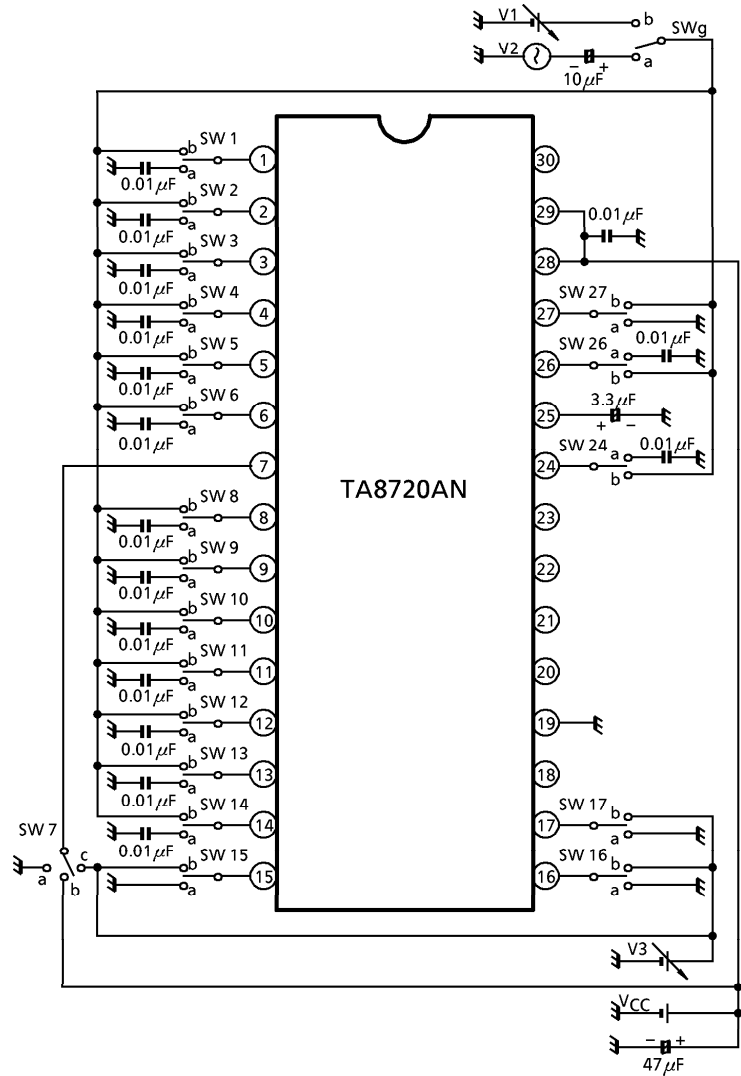 V1 b SWg
V2 − + a
10μF
SW 1 b a 0.01μF 1 30
SW 2 b a 0.01μF 2 29 0.01μF
SW 3 b a 0.01μF 3 28
SW 4 b a 0.01μF 4 27 SW 27 b a
SW 5 b a 0.01μF 5 26 SW 26 a b 0.01μF
SW 6 b a 0.01μF 6 25 3.3μF + −
7 24 SW 24 a b 0.01μF
TA8720AN
SW 8 b a 0.01μF 8 23
SW 9 b a 0.01μF 9 22
SW 10 b a 0.01μF 10 21
SW 11 b a 0.01μF 11 20
SW 12 b a 0.01μF 12 19
SW 13 b a 0.01μF 13 18
SW 14 b a 0.01μF 14 17 SW 17 b a
SW 7 a b c
SW 15 b a 15 16 SW 16 b a
V3
VCC
− +
47μF